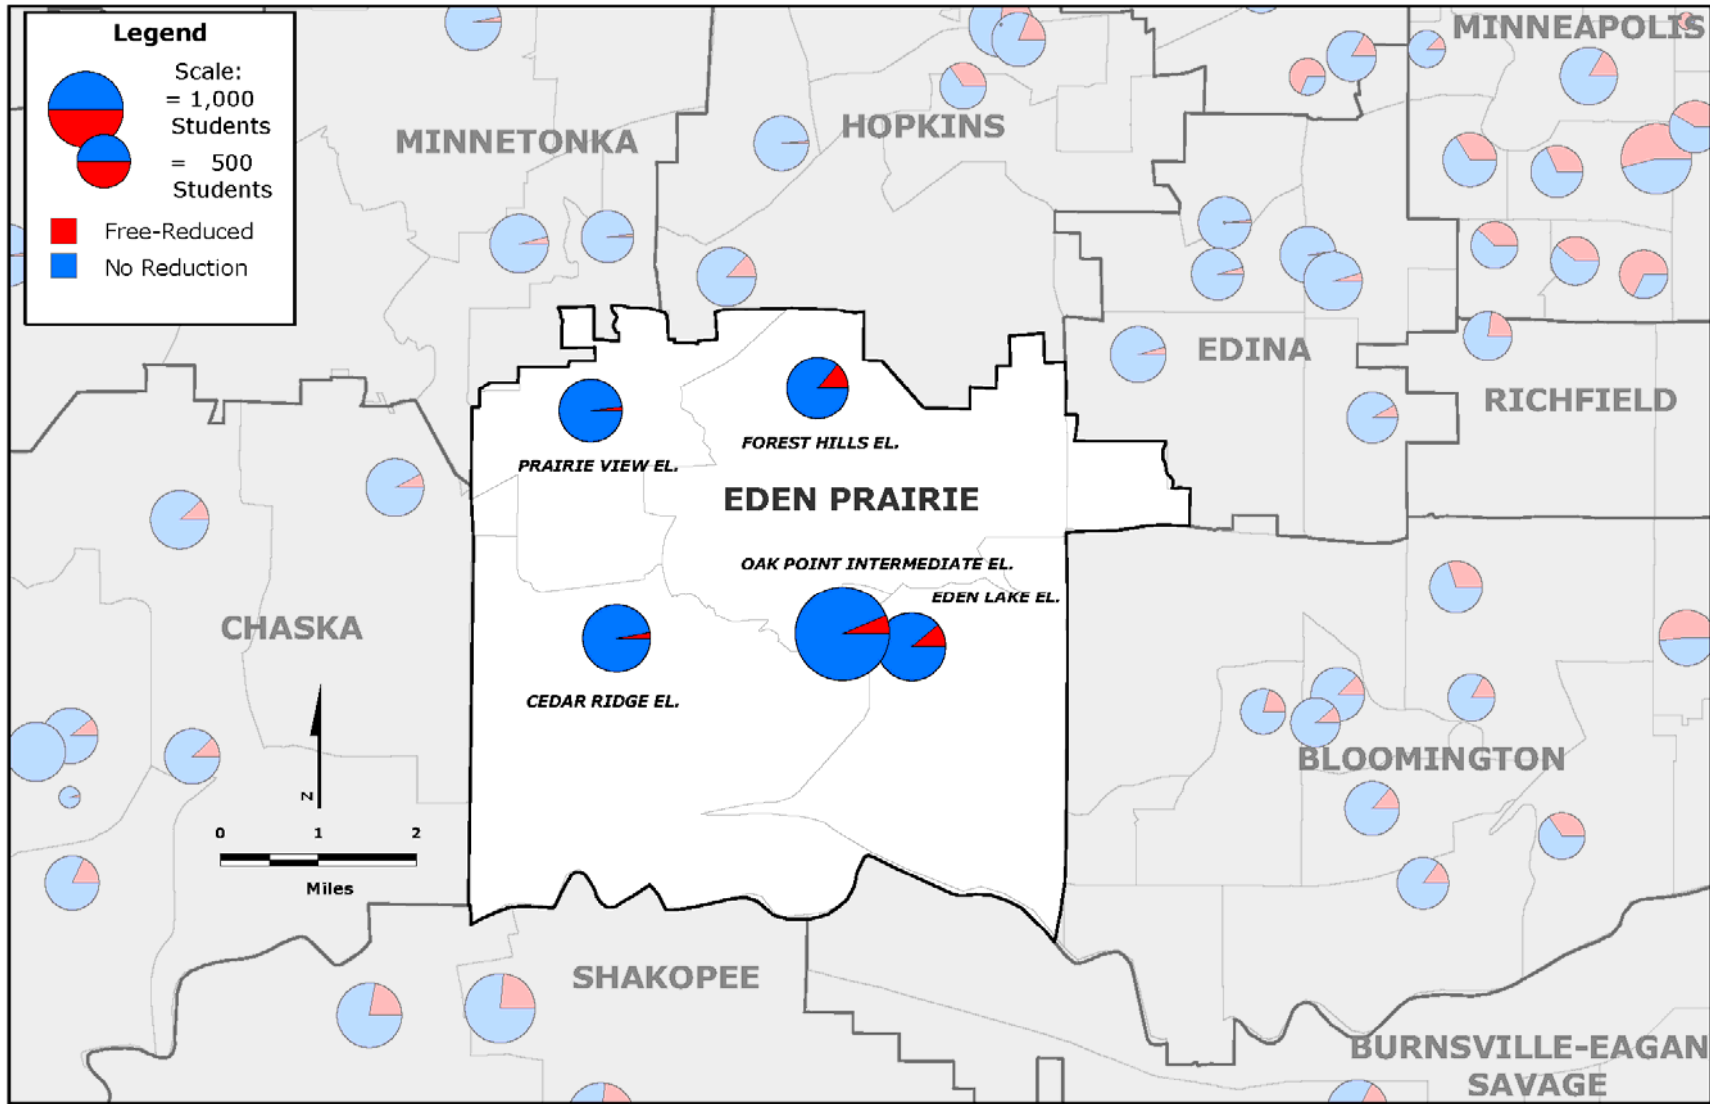 Legend
Scale:
= 1,000
Students
= 500
Students
Free-Reduced
No Reduction
MINNEAPOLIS
HOPKINS
MINNETONKA
EDINA
RICHFIELD
FOREST HILLS EL.
PRAIRIE VIEW EL.
EDEN PRAIRIE
OAK POINT INTERMEDIATE EL.
EDEN LAKE EL.
CHASKA
CEDAR RIDGE EL.
BLOOMINGTON
N
0 1 2
Miles
SHAKOPEE
BURNSVILLE-EAGAN
SAVAGE